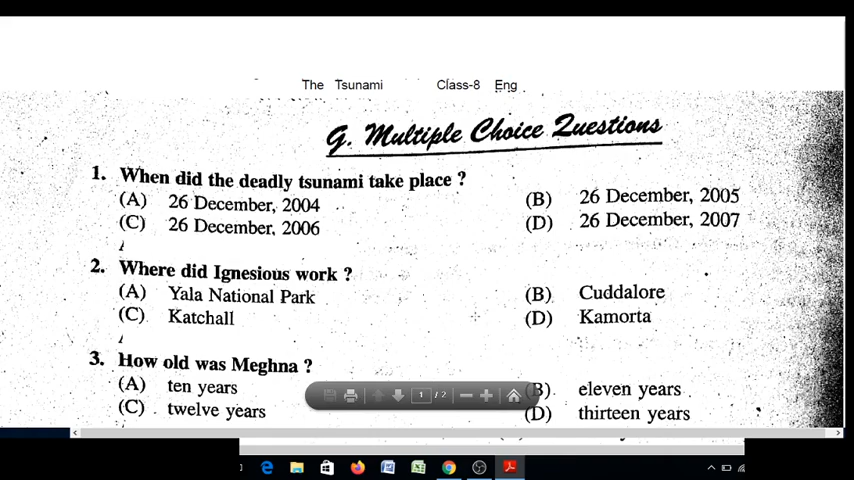 The Tsunami Class-8 Eng
G. Multiple Choice Questions
1. When did the deadly tsunami take place ?
(A) 26 December, 2004 (B) 26 December, 2005
(C) 26 December, 2006 (D) 26 December, 2007
2. Where did Ignesious work ?
(A) Yala National Park (B) Cuddalore
(C) Katchall (D) Kamorta
3. How old was Meghna ?
(A) ten years (B) eleven years
(C) twelve years (D) thirteen years
1 / 2